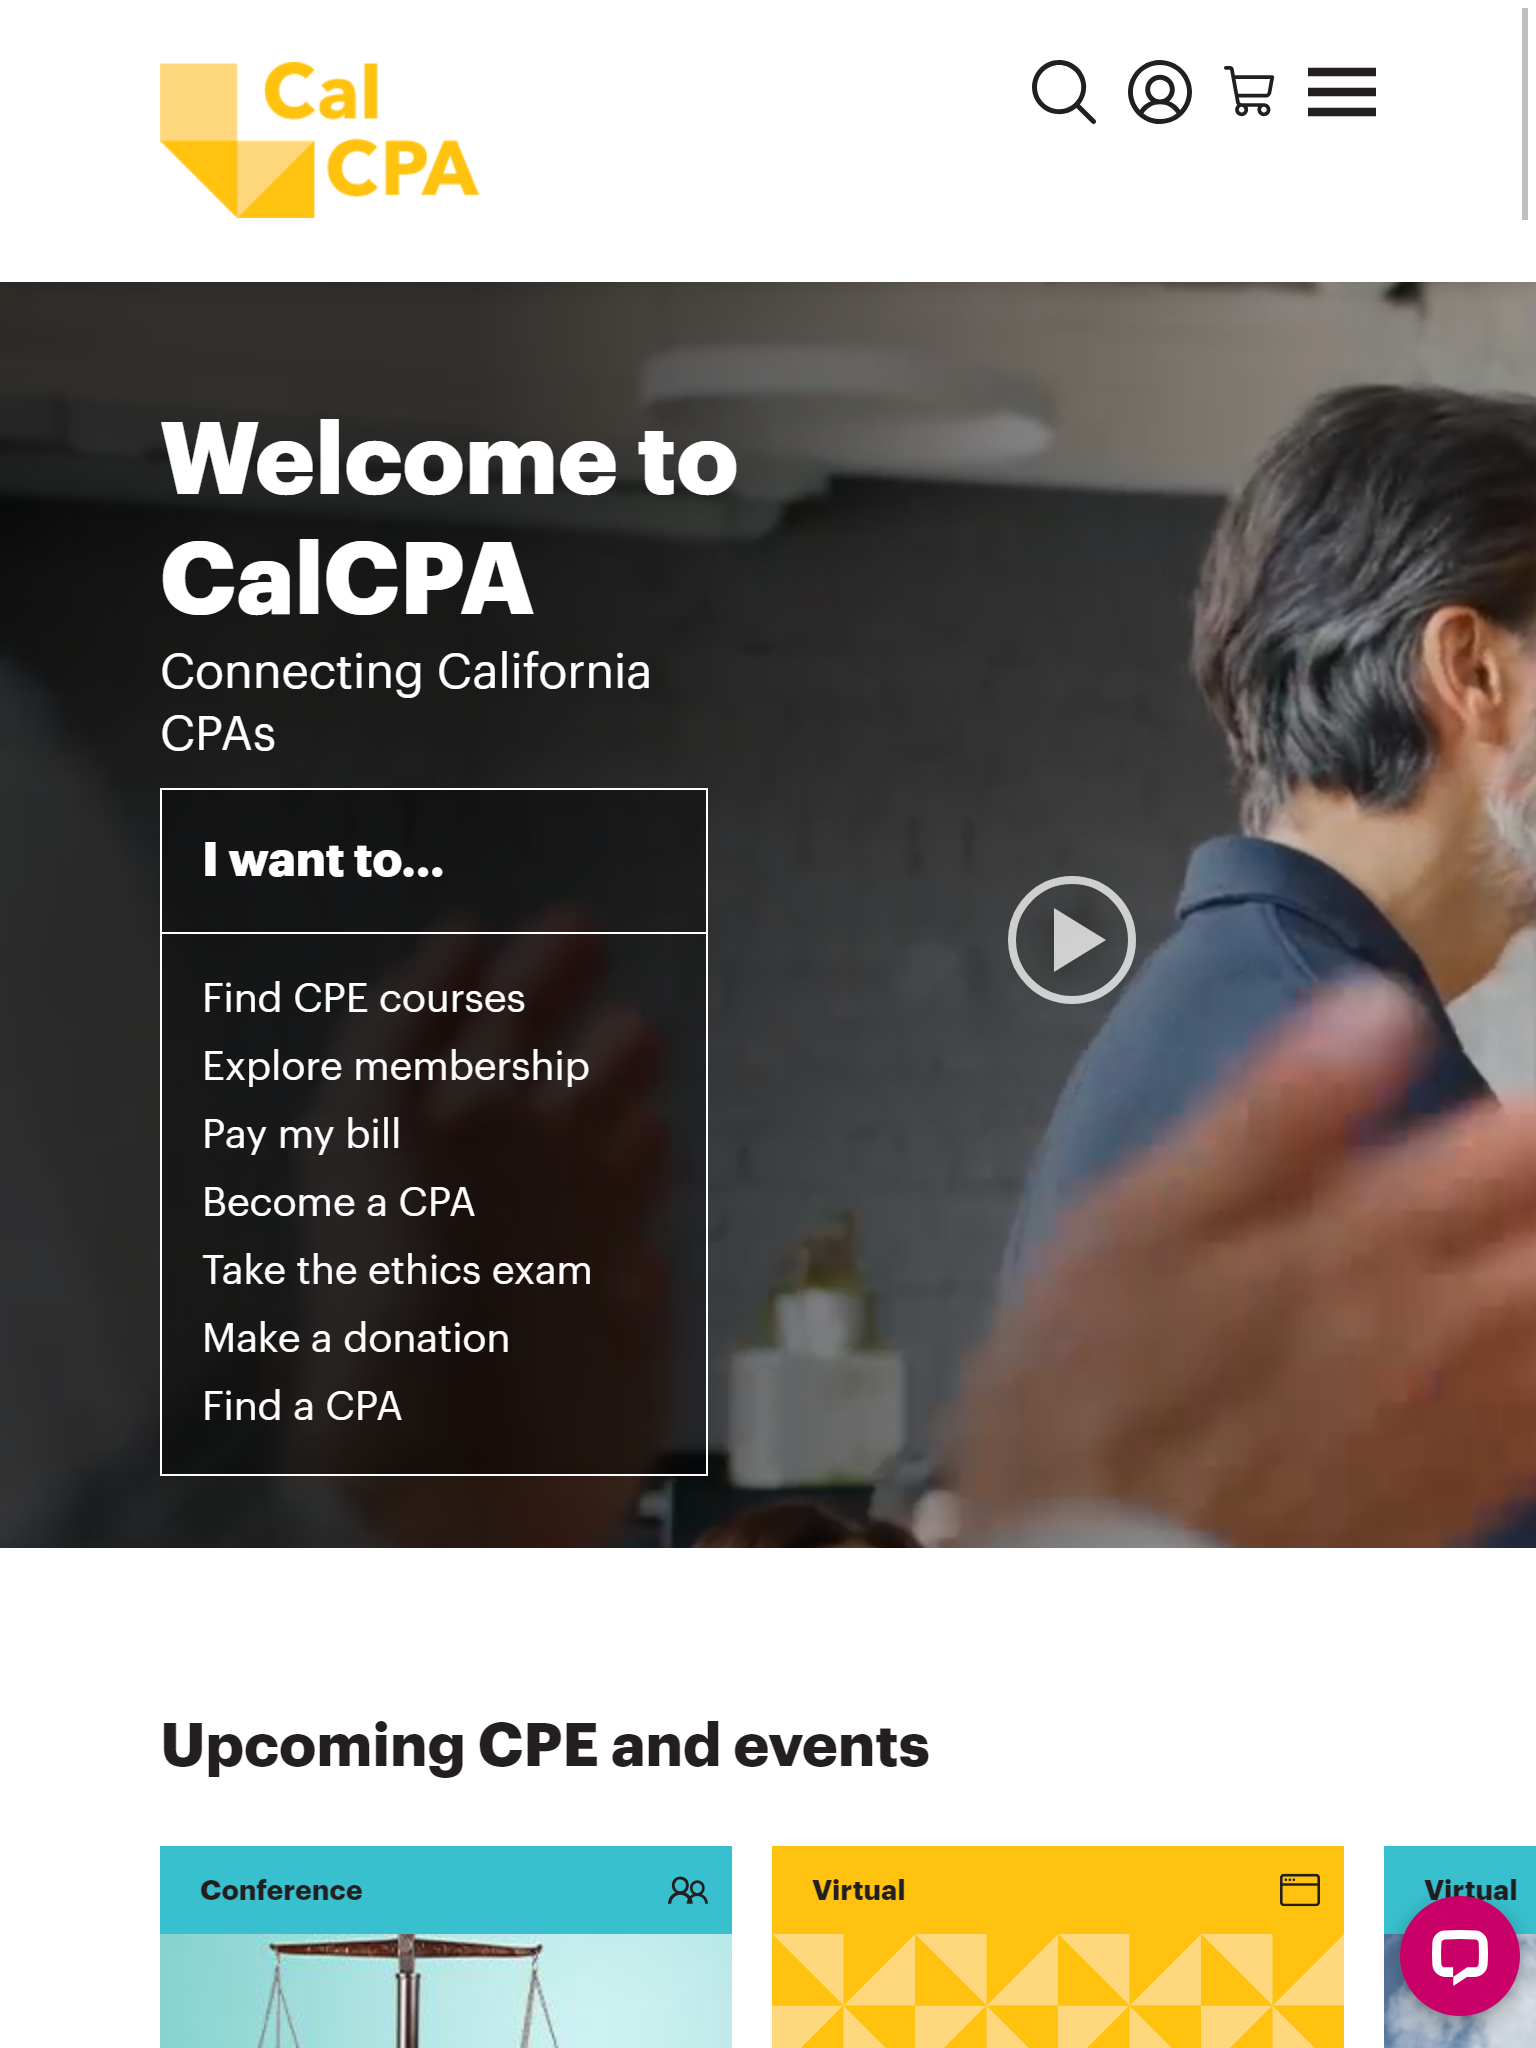 Cal
CPA
Welcome to
CalCPA
Connecting California
CPAs
I want to...
Find CPE courses
Explore membership
Pay my bill
Become a CPA
Take the ethics exam
Make a donation
Find a CPA
Upcoming CPE and events
Conference
Virtual
Virtual